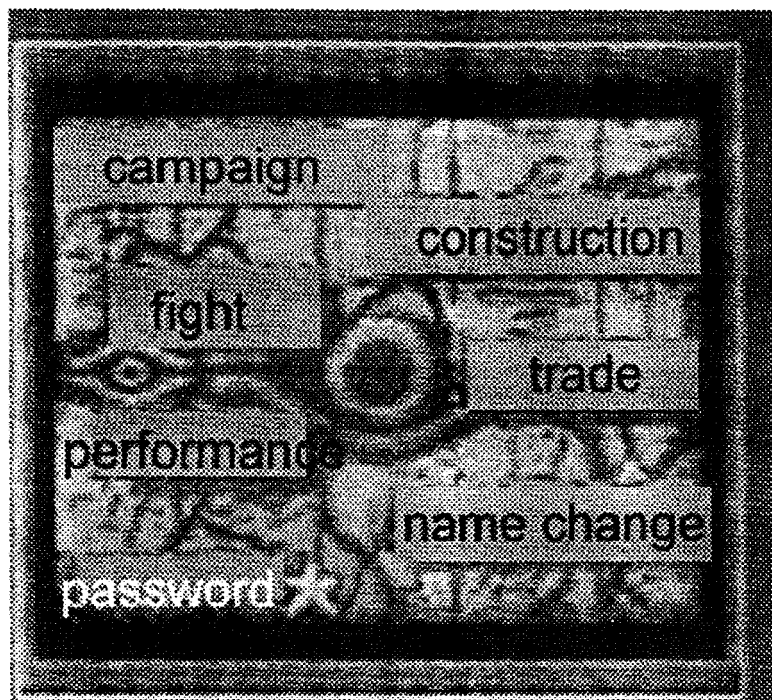 campaign
construction
fight
trade
performance
name change
password